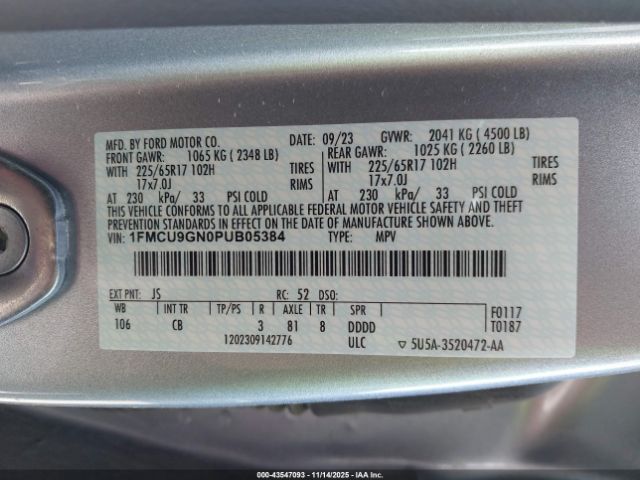 MFD. BY FORD MOTOR CO. DATE: 09/23 GVWR: 2041 KG ( 4500 LB)
FRONT GAWR: 1065 KG ( 2348 LB) REAR GAWR: 1025 KG ( 2260 LB)
WITH 225/65R17 102H TIRES WITH 225/65R17 102H TIRES
17x7.0J RIMS 17x7.0J RIMS
AT 230 kPa/ 33 PSI COLD AT 230 kPa/ 33 PSI COLD
THIS VEHICLE CONFORMS TO ALL APPLICABLE FEDERAL MOTOR VEHICLE SAFETY AND THEFT
PREVENTION STANDARDS IN EFFECT ON THE DATE OF MANUFACTURE SHOWN ABOVE.
VIN: 1FMCU9GN0PUB05384 TYPE: MPV
EXT PNT: JS RC: 52 DSO:
WB INT TR TP/PS R AXLE TR SPR F0117
106 CB 3 81 8 DDDD T0187
1202309142776 ULC ▽ 5U5A-3520472-AA
000-43547093 - 11/14/2025 - IAAI.COM